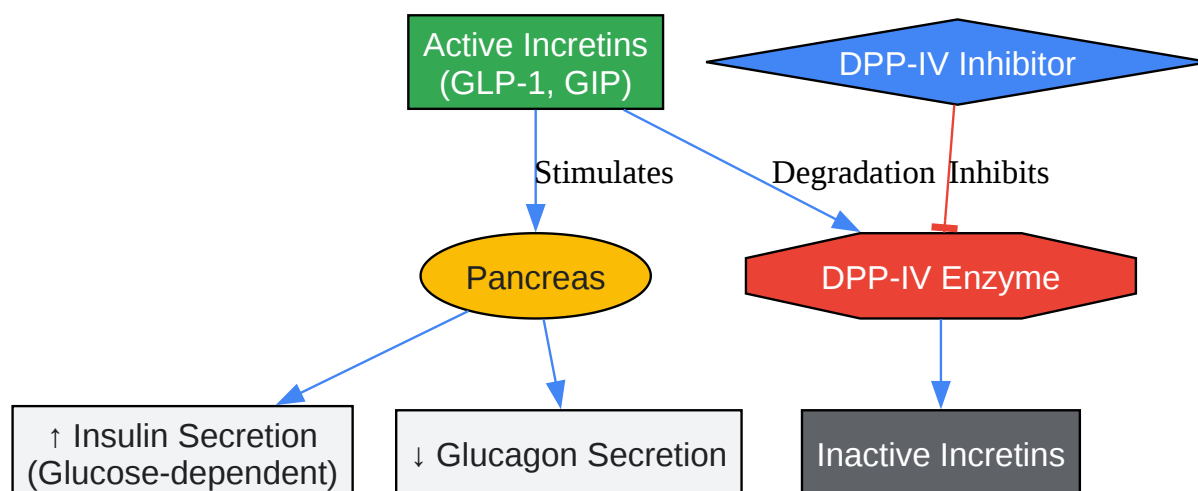 Active Incretins
(GLP-1, GIP)
DPP-IV Inhibitor
Stimulates
Degradation
Inhibits
Pancreas
DPP-IV Enzyme
↑ Insulin Secretion
(Glucose-dependent)
↓ Glucagon Secretion
Inactive Incretins